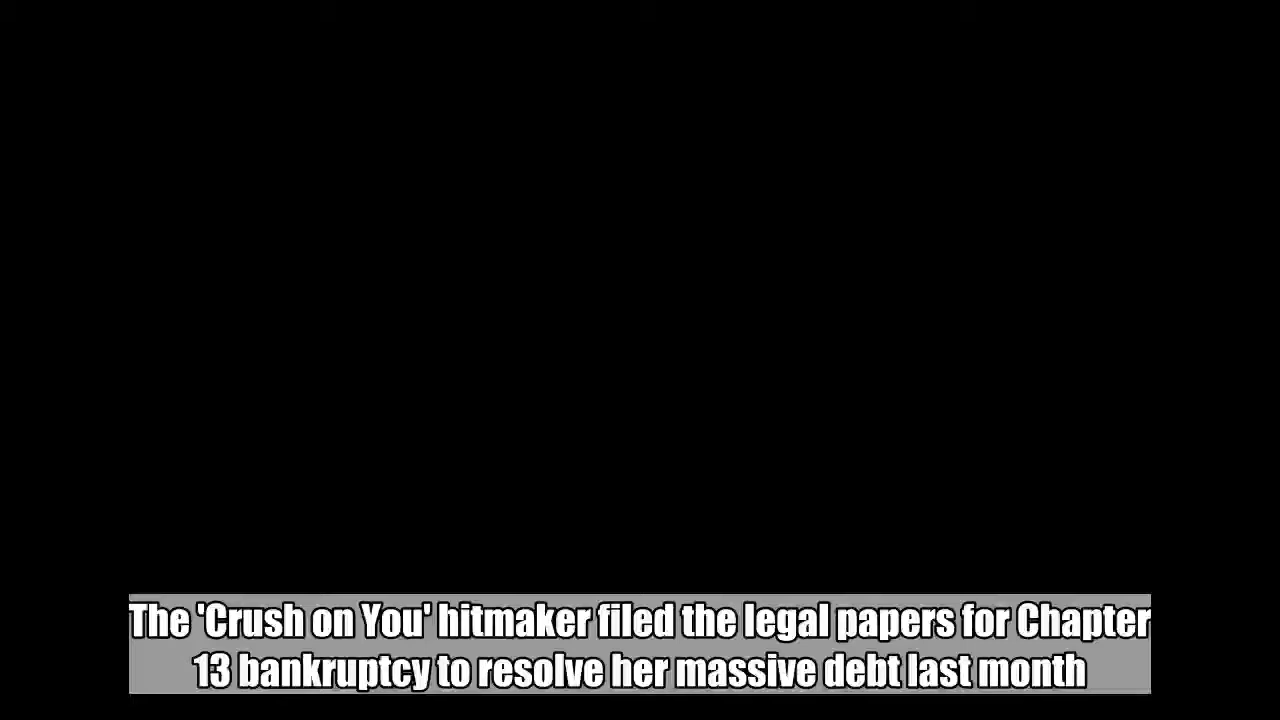 The 'Crush on You' hitmaker filed the legal papers for Chapter
13 bankruptcy to resolve her massive debt last month